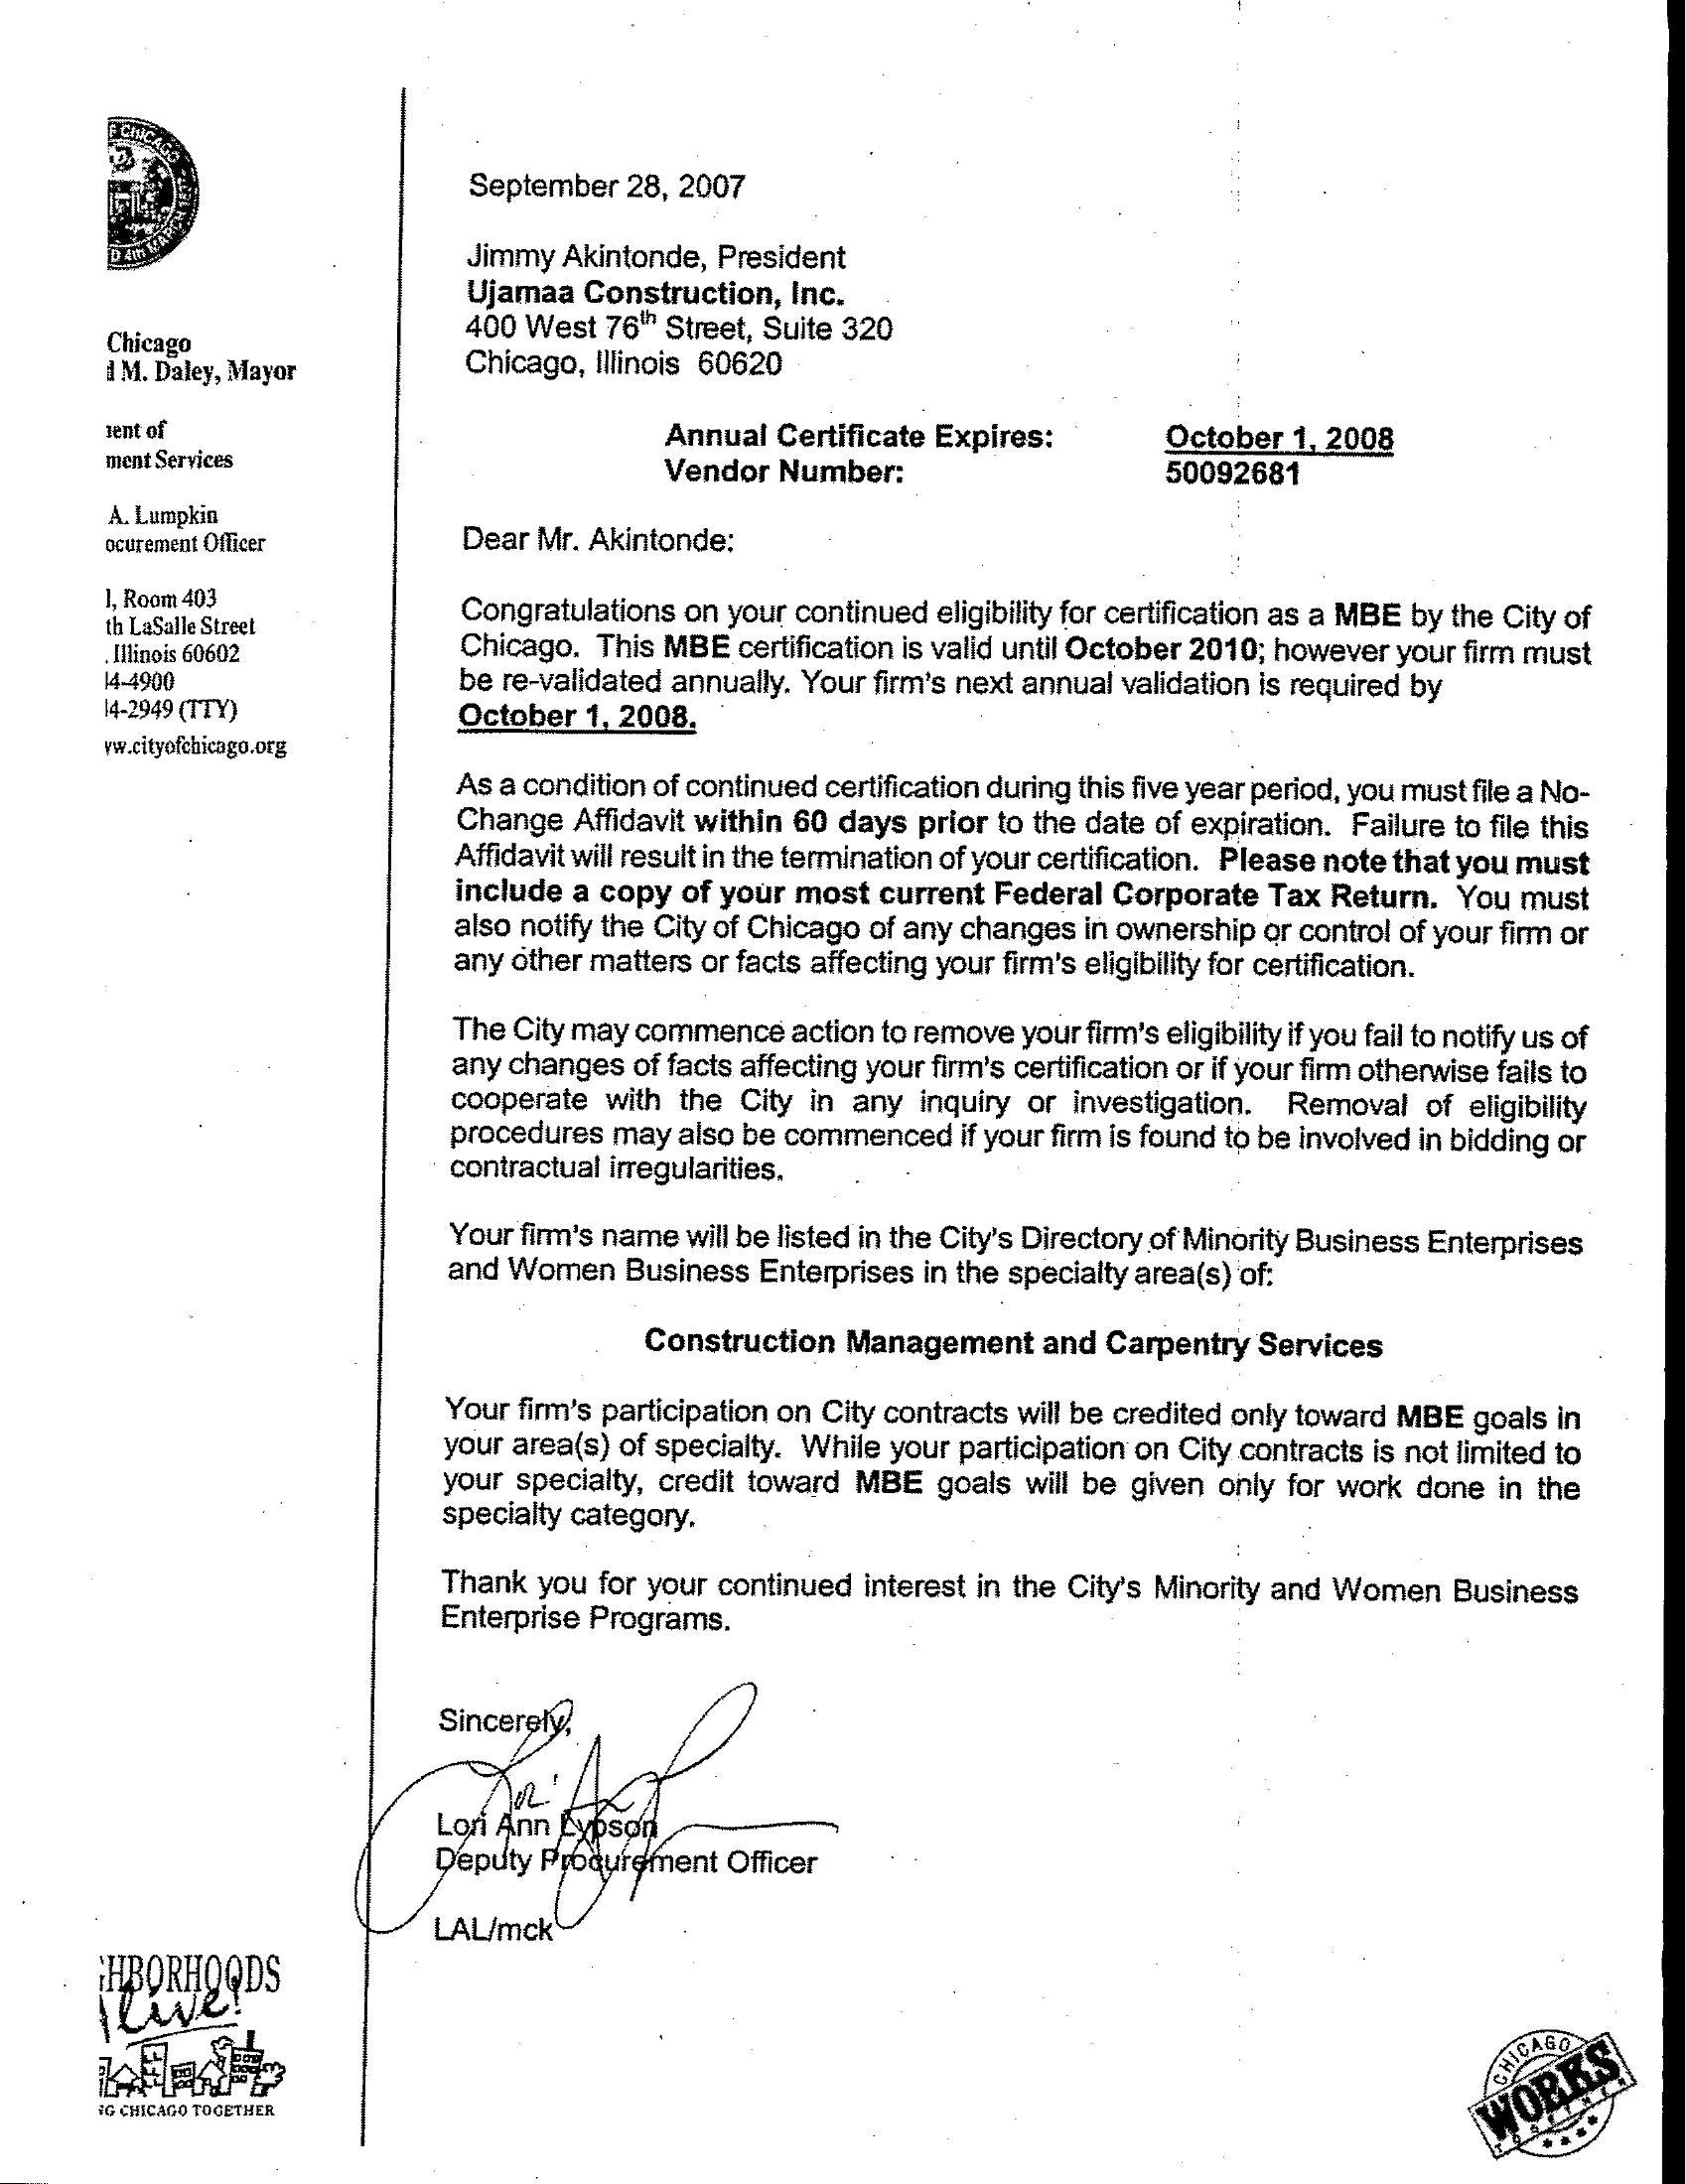 F CHICAGO
D 4th MARCH
Chicago
d M. Daley, Mayor
nent of
ment Services
A. Lumpkin
ocurement Officer
l, Room 403
th LaSalle Street
. Illinois 60602
14-4900
14-2949 (TTY)
vw.cityofchicago.org
September 28, 2007
Jimmy Akintonde, President
Ujamaa Construction, Inc.
400 West 76th Street, Suite 320
Chicago, Illinois 60620
Annual Certificate Expires: October 1, 2008
Vendor Number: 50092681
Dear Mr. Akintonde:
Congratulations on your continued eligibility for certification as a MBE by the City of
Chicago. This MBE certification is valid until October 2010; however your firm must
be re-validated annually. Your firm's next annual validation is required by
October 1, 2008.
As a condition of continued certification during this five year period, you must file a No-
Change Affidavit within 60 days prior to the date of expiration. Failure to file this
Affidavit will result in the termination of your certification. Please note that you must
include a copy of your most current Federal Corporate Tax Return. You must
also notify the City of Chicago of any changes in ownership or control of your firm or
any other matters or facts affecting your firm's eligibility for certification.
The City may commence action to remove your firm's eligibility if you fail to notify us of
any changes of facts affecting your firm's certification or if your firm otherwise fails to
cooperate with the City in any inquiry or investigation. Removal of eligibility
procedures may also be commenced if your firm is found to be involved in bidding or
contractual irregularities.
Your firm's name will be listed in the City's Directory of Minority Business Enterprises
and Women Business Enterprises in the specialty area(s) of:
Construction Management and Carpentry Services
Your firm's participation on City contracts will be credited only toward MBE goals in
your area(s) of specialty. While your participation on City contracts is not limited to
your specialty, credit toward MBE goals will be given only for work done in the
specialty category.
Thank you for your continued interest in the City's Minority and Women Business
Enterprise Programs.
Sincerely,
Lori Ann Lypson
Deputy Procurement Officer
LAL/mck
HBORHOODS
live!
G CHICAGO TOGETHER
CHICAGO
WORKS
TOGETHER